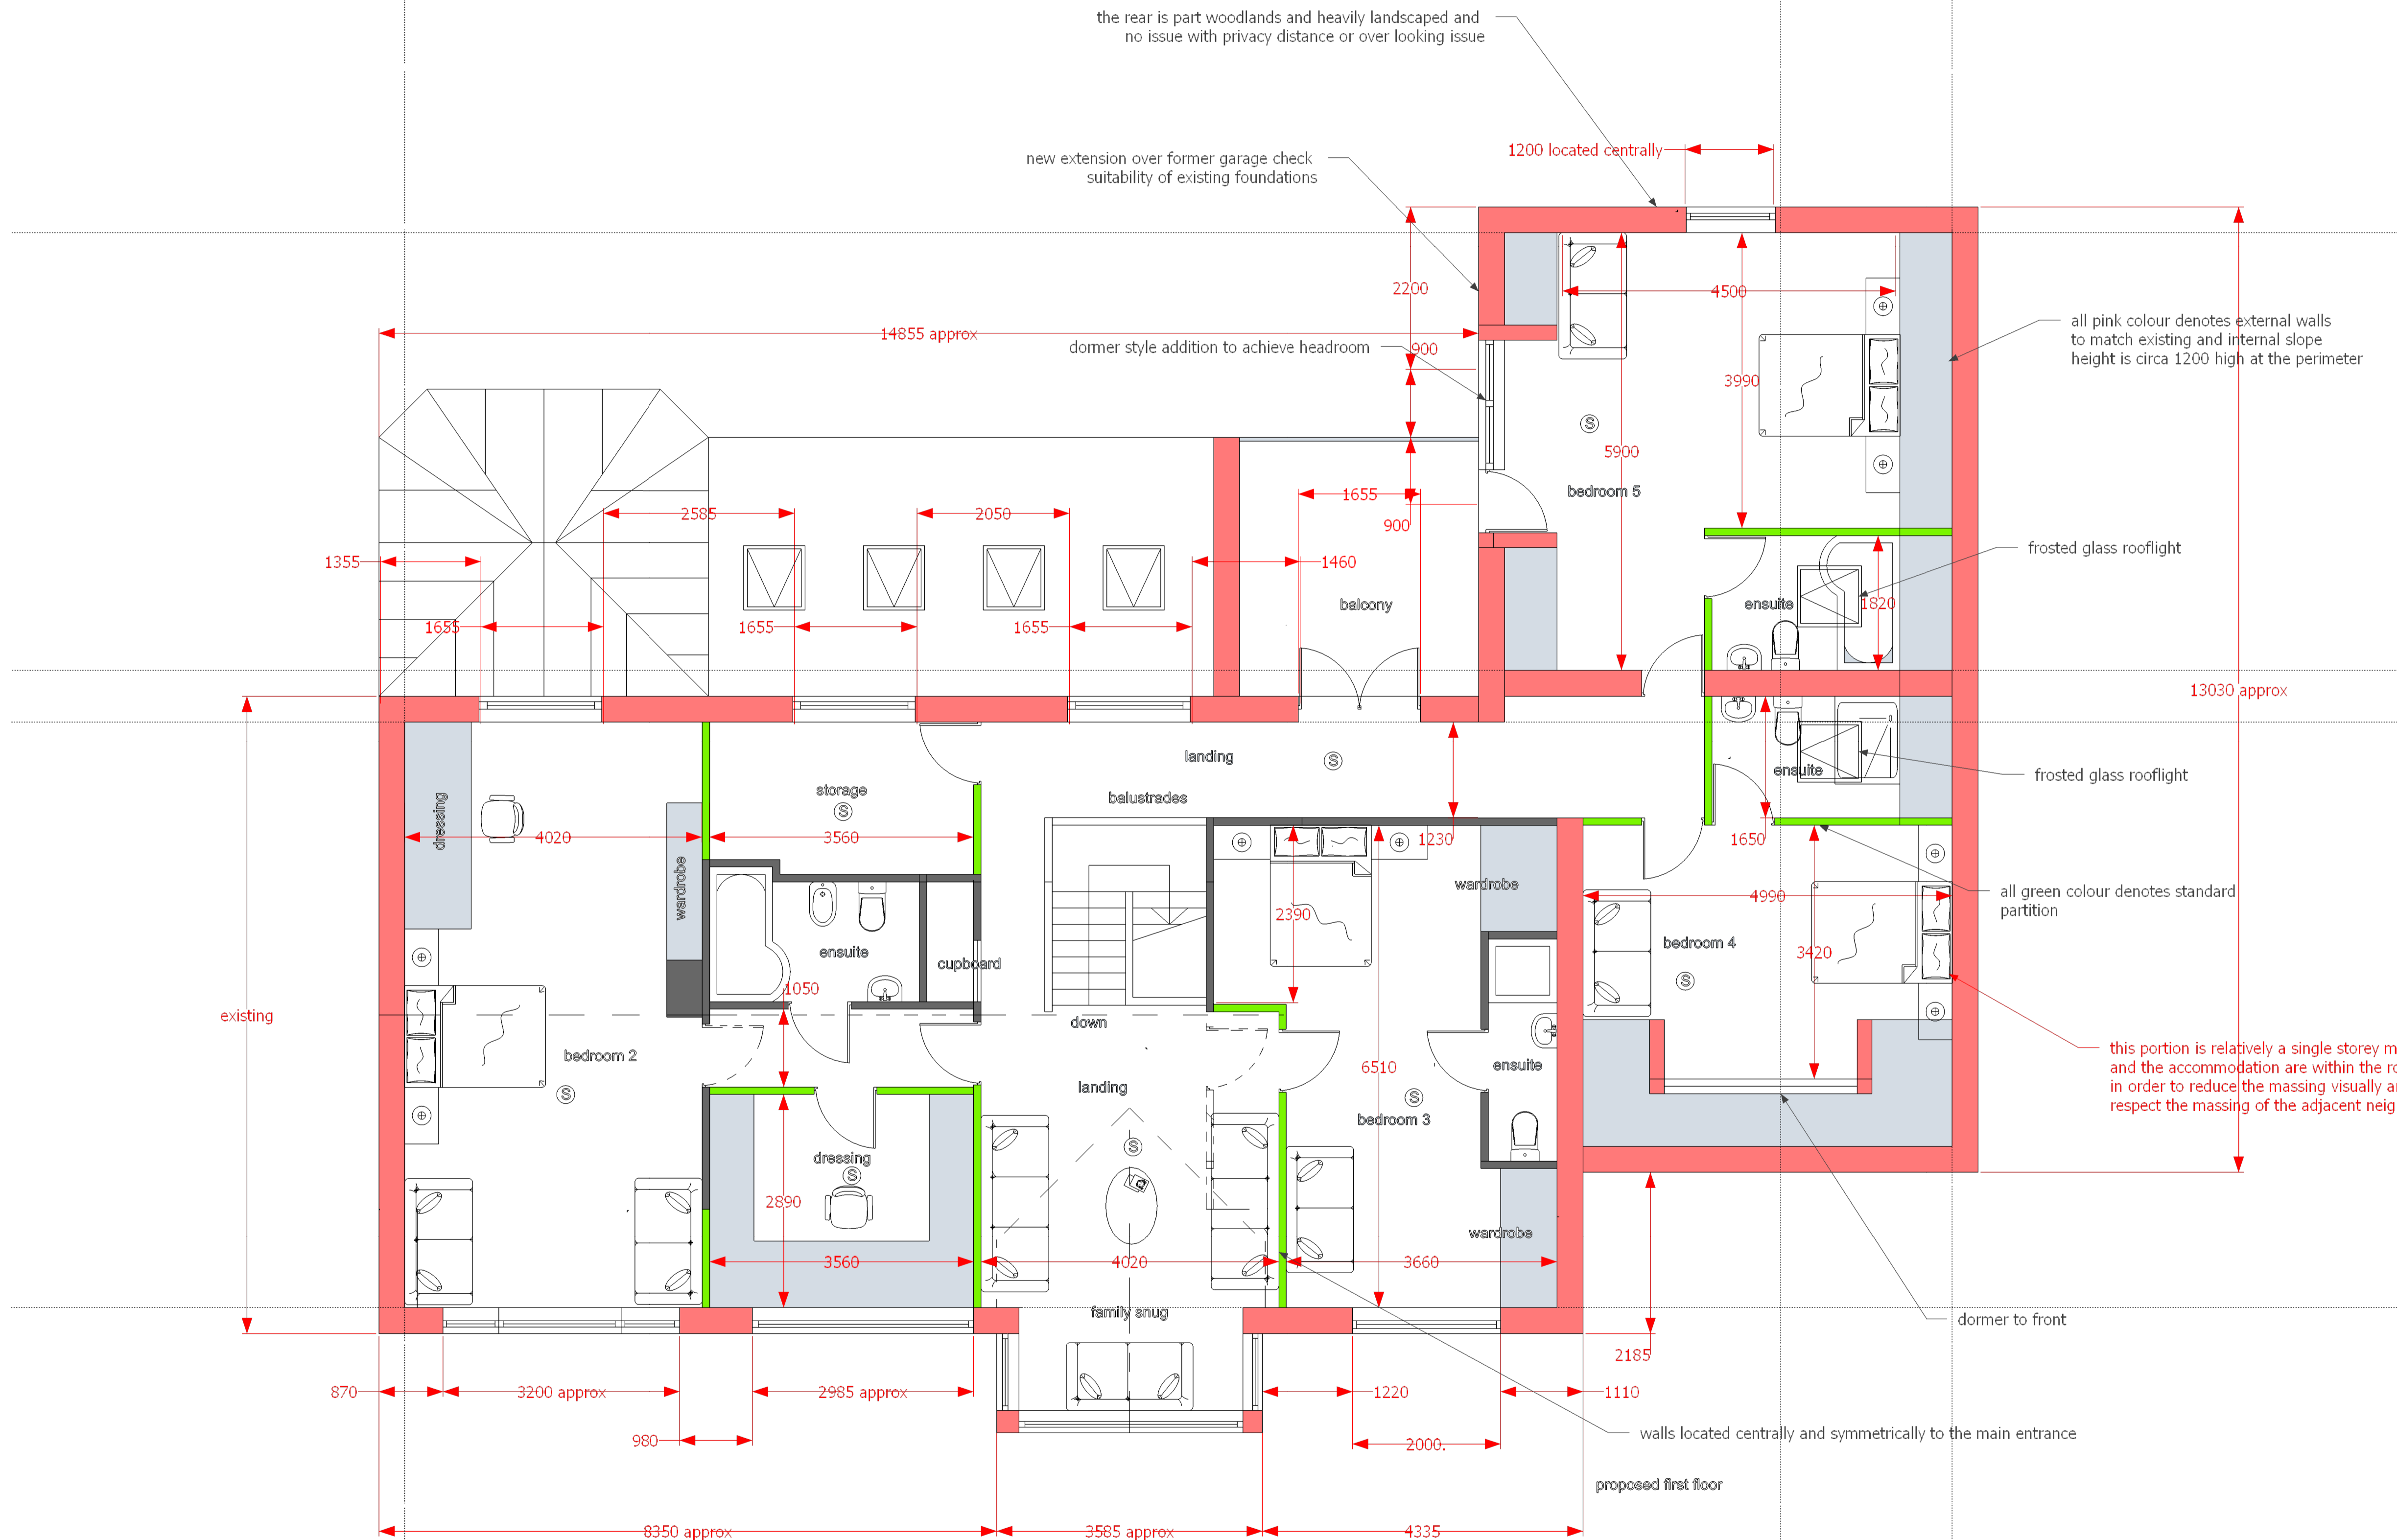 the rear is part woodlands and heavily landscaped and
no issue with privacy distance or over looking issue
1200 located centrally
new extension over former garage check
suitability of existing foundations
2200
4500
14855 approx
dormer style addition to achieve headroom
900
all pink colour denotes external walls
to match existing and internal slope
height is circa 1200 high at the perimeter
3990
S
5900
bedroom 5
1655
900
2585
2050
1355
1460
frosted glass rooflight
balcony
ensuite
1820
1655
1655
1655
13030 approx
landing
S
ensuite
frosted glass rooflight
storage
S
balustrades
dressing
4020
3560
1230
1650
wardrobe
wardrobe
4990
all green colour denotes standard
partition
2390
bedroom 4
3420
ensuite
cupboard
S
1050
existing
down
bedroom 2
S
landing
6510
ensuite
S
bedroom 3
this portion is relatively a single storey m
and the accommodation are within the ro
in order to reduce the massing visually a
respect the massing of the adjacent neig
S
dressing
S
2890
wardrobe
3560
4020
3660
family snug
dormer to front
2185
870
3200 approx
2985 approx
1220
1110
980
2000.
walls located centrally and symmetrically to the main entrance
proposed first floor
8350 approx
3585 approx
4335